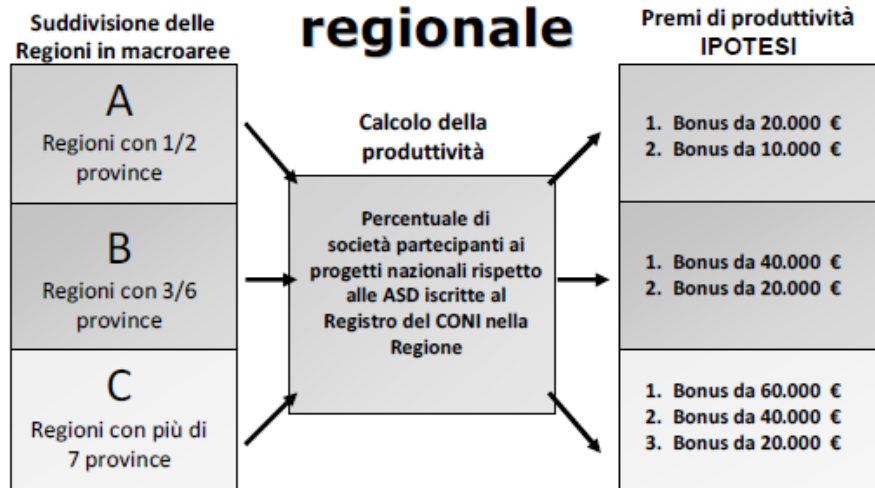 regionale
Suddivisione delle
Regioni in macroaree
A
Regioni con 1/2
province
B
Regioni con 3/6
province
C
Regioni con più di
7 province
Calcolo della
produttività
Percentuale di
società partecipanti ai
progetti nazionali rispetto
alle ASD iscritte al
Registro del CONI nella
Regione
Premi di produttività
IPOTESI
1. Bonus da 20.000 €
2. Bonus da 10.000 €
1. Bonus da 40.000 €
2. Bonus da 20.000 €
1. Bonus da 60.000 €
2. Bonus da 40.000 €
3. Bonus da 20.000 €